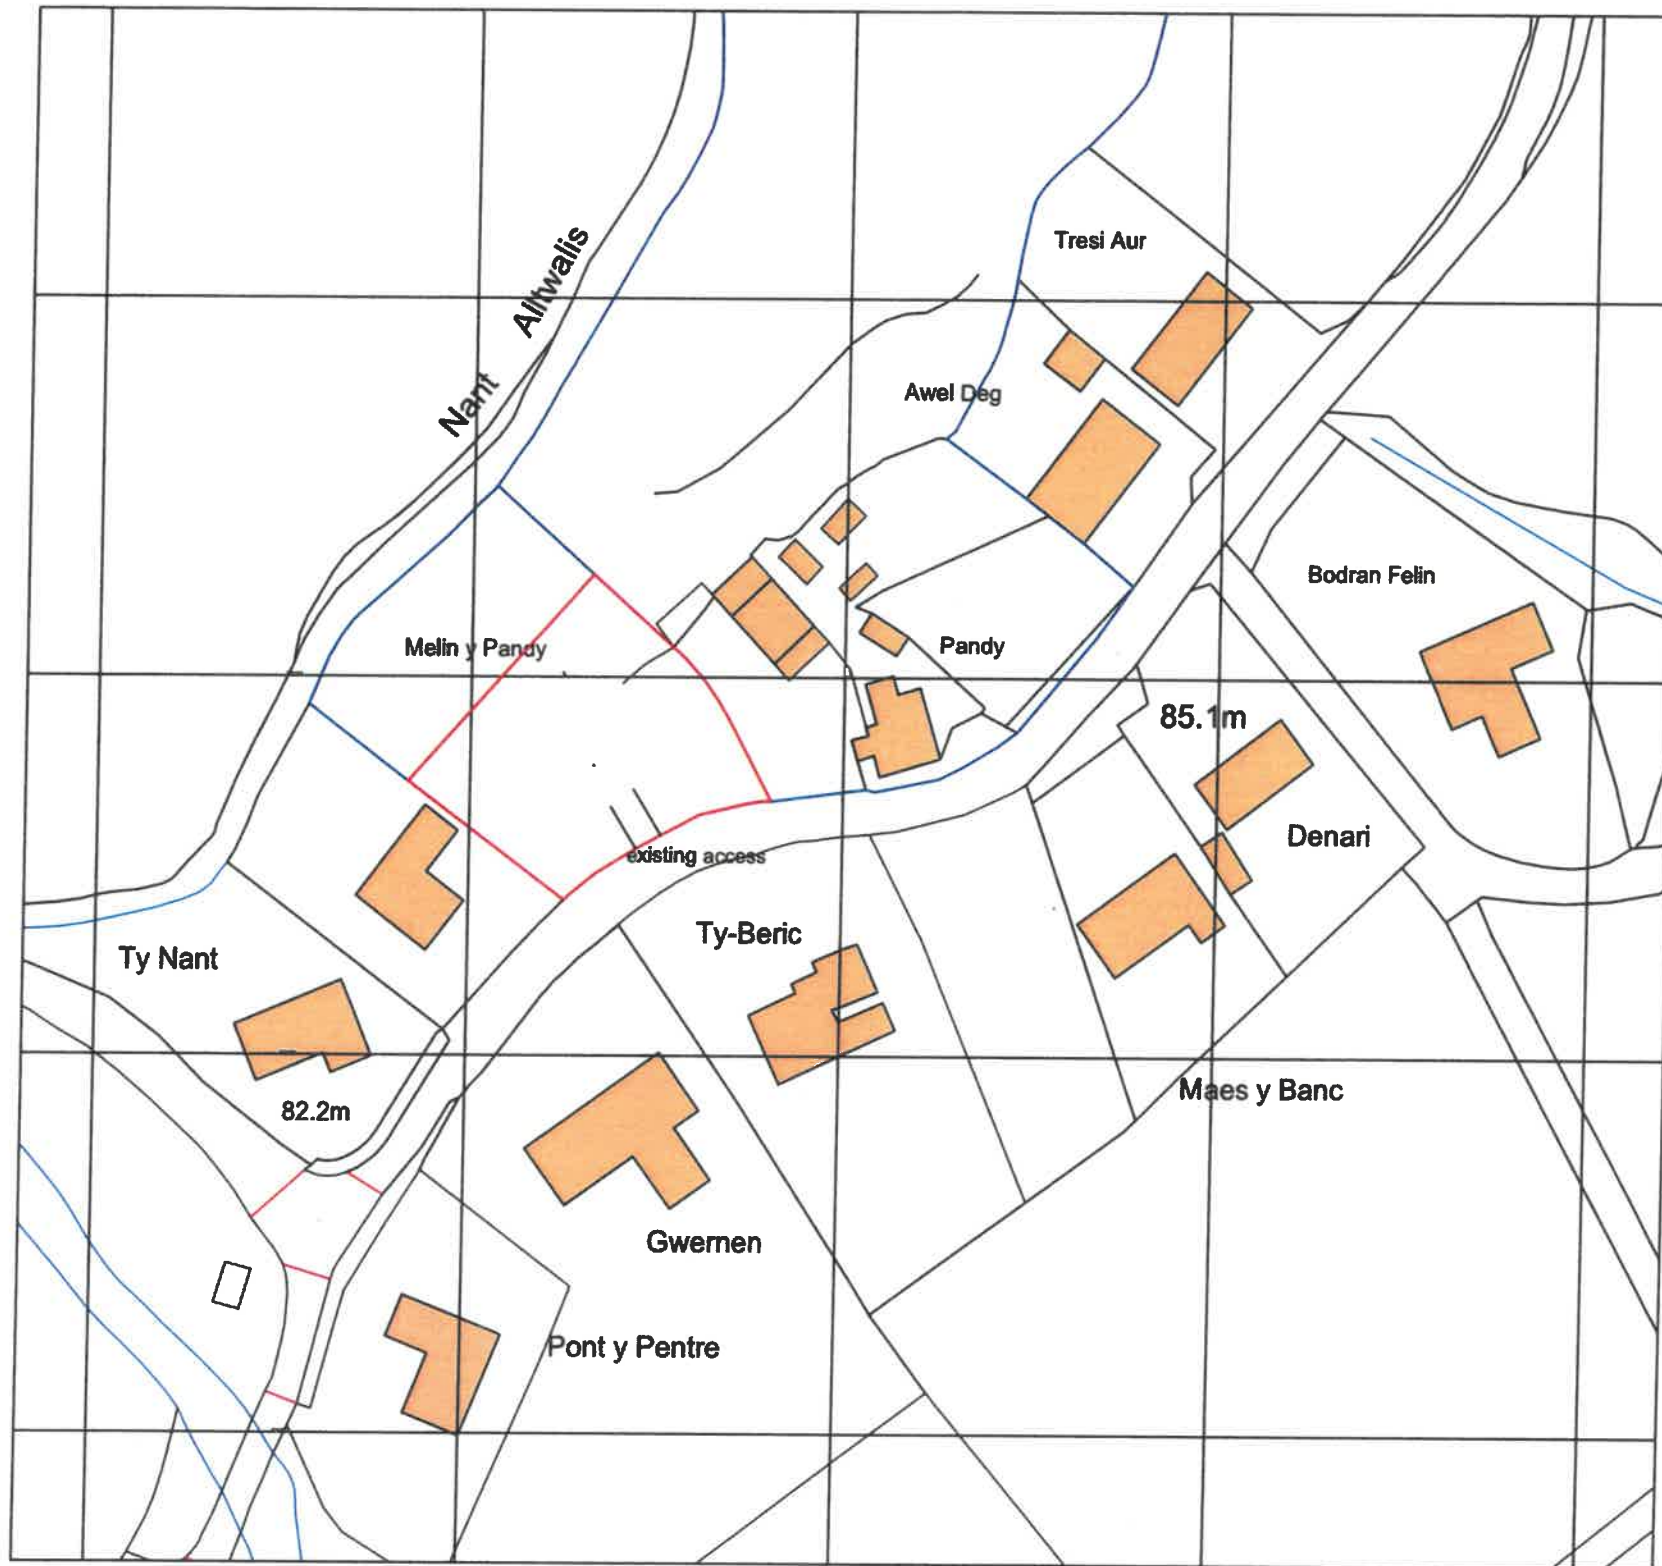 Tresi Aur
Nant Alltwalis
Awel Deg
Bodran Felin
Melin y Pandy
Pandy
85.1m
Denari
existing access
Ty-Beric
Ty Nant
Maes y Banc
82.2m
Gwernen
Pont y Pentre